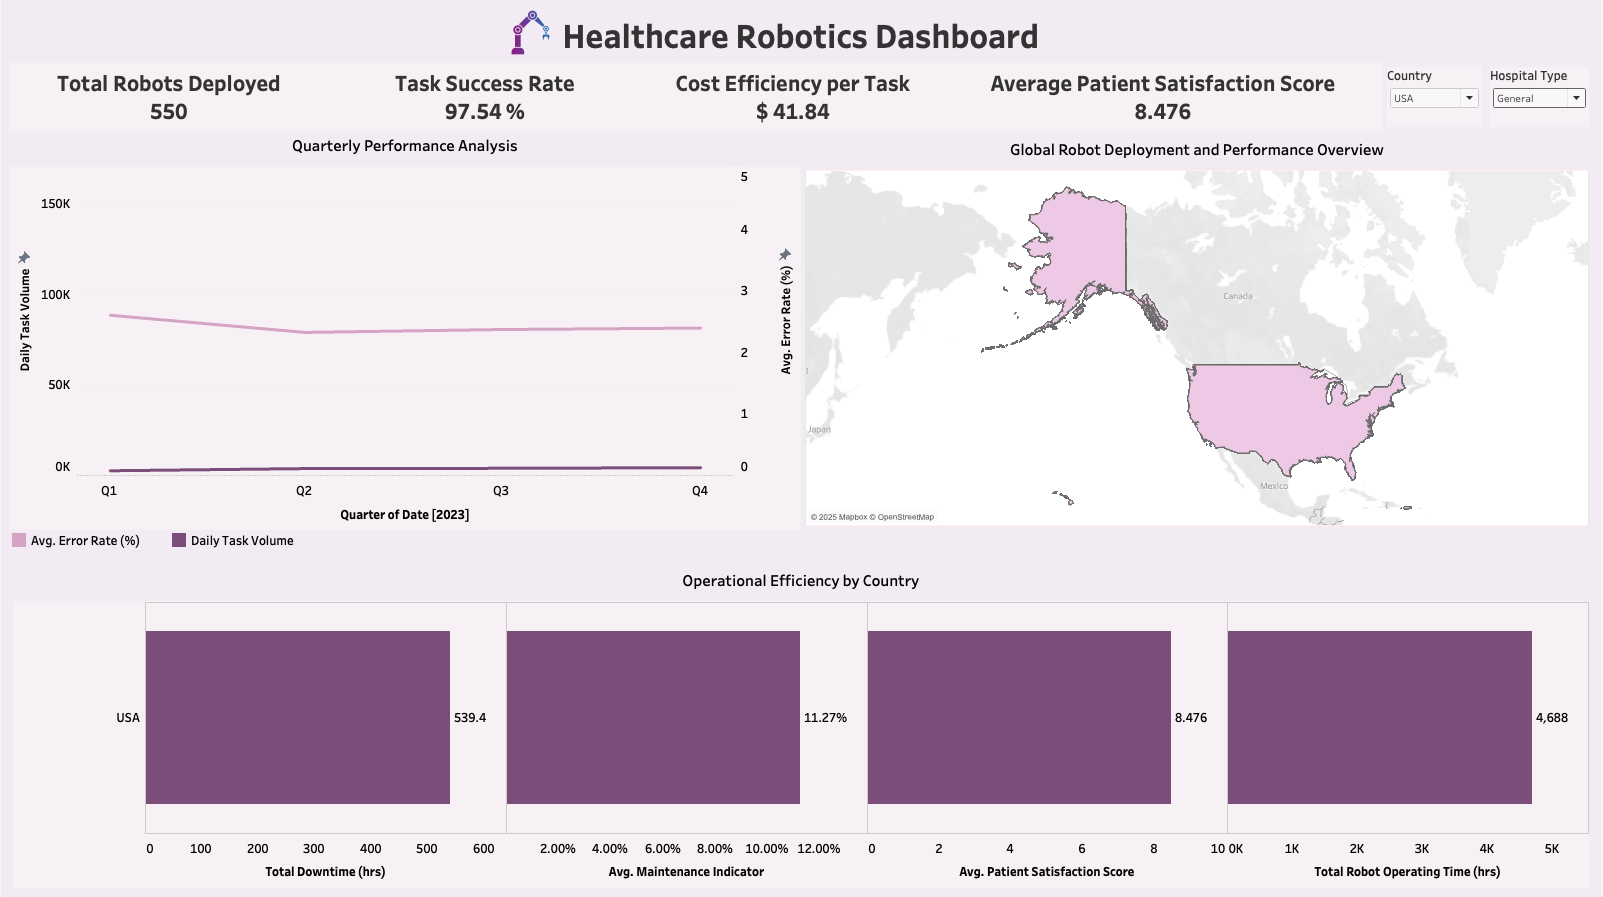 Healthcare Robotics Dashboard
Total Robots Deployed
550
Task Success Rate
97.54 %
Cost Efficiency per Task
$ 41.84
Average Patient Satisfaction Score
8.476
Country
USA
Hospital Type
General
Quarterly Performance Analysis
150K
100K
50K
0K
Daily Task Volume
5
4
3
2
1
0
Avg. Error Rate (%)
Q1
Q2
Q3
Q4
Quarter of Date [2023]
Avg. Error Rate (%)
Daily Task Volume
Global Robot Deployment and Performance Overview
Canada
Japan
Mexico
© 2025 Mapbox © OpenStreetMap
Operational Efficiency by Country
USA
539.4
11.27%
8.476
4,688
0 100 200 300 400 500 600
2.00% 4.00% 6.00% 8.00% 10.00% 12.00%
0 2 4 6 8 10
0K 1K 2K 3K 4K 5K
Total Downtime (hrs)
Avg. Maintenance Indicator
Avg. Patient Satisfaction Score
Total Robot Operating Time (hrs)